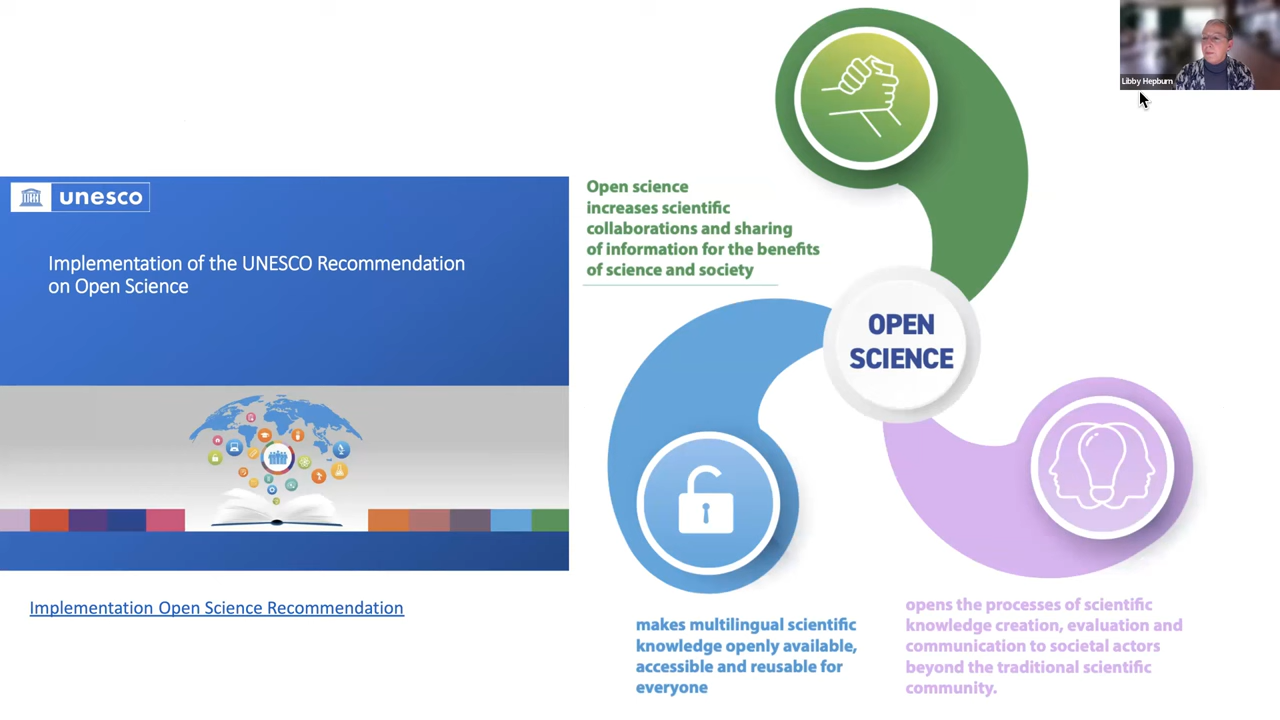 Libby Hepburn
unesco
Implementation of the UNESCO Recommendation
on Open Science
Implementation Open Science Recommendation
Open science
increases scientific
collaborations and sharing
of information for the benefits
of science and society
OPEN
SCIENCE
makes multilingual scientific
knowledge openly available,
accessible and reusable for
everyone
opens the processes of scientific
knowledge creation, evaluation and
communication to societal actors
beyond the traditional scientific
community.